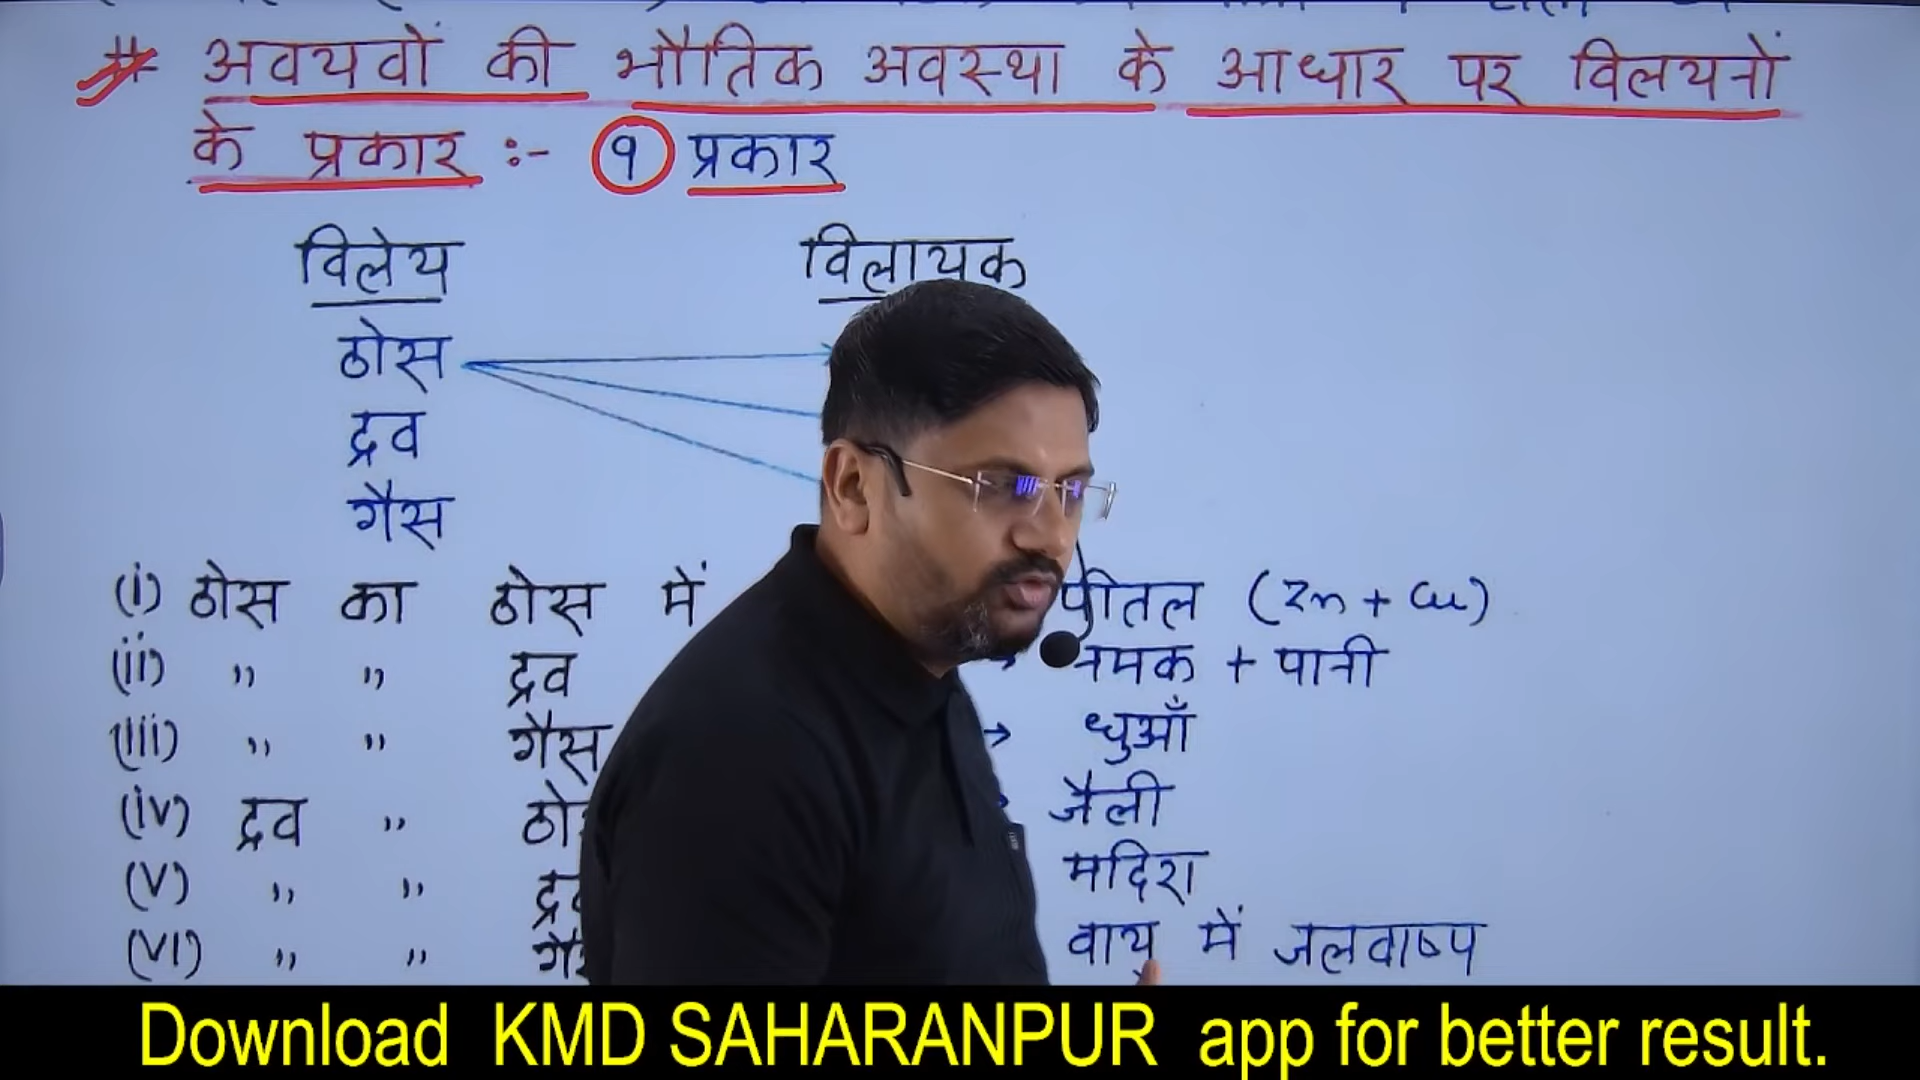 # अवयवों की भौतिक अवस्था के आधार पर विलयनों
के प्रकार :- 9 प्रकार
विलेय विलायक
ठोस
द्रव
गैस
(i) ठोस का ठोस में पीतल (Zn + Cu)
(ii) " " द्रव → नमक + पानी
(iii) " " गैस → धुआँ
(iv) द्रव " जैली
(v) " " मदिरा
(vi) " " वायु में जलवाष्प
Download KMD SAHARANPUR app for better result.